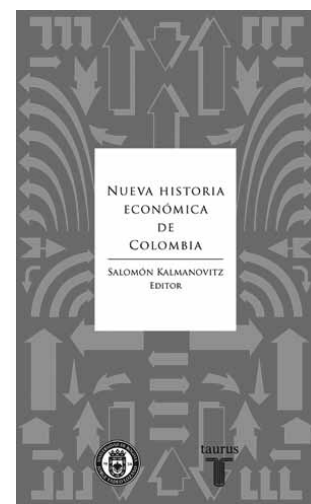 NUEVA HISTORIA
ECONÓMICA
DE
COLOMBIA
SALOMÓN KALMANOVITZ
EDITOR
taurus
T